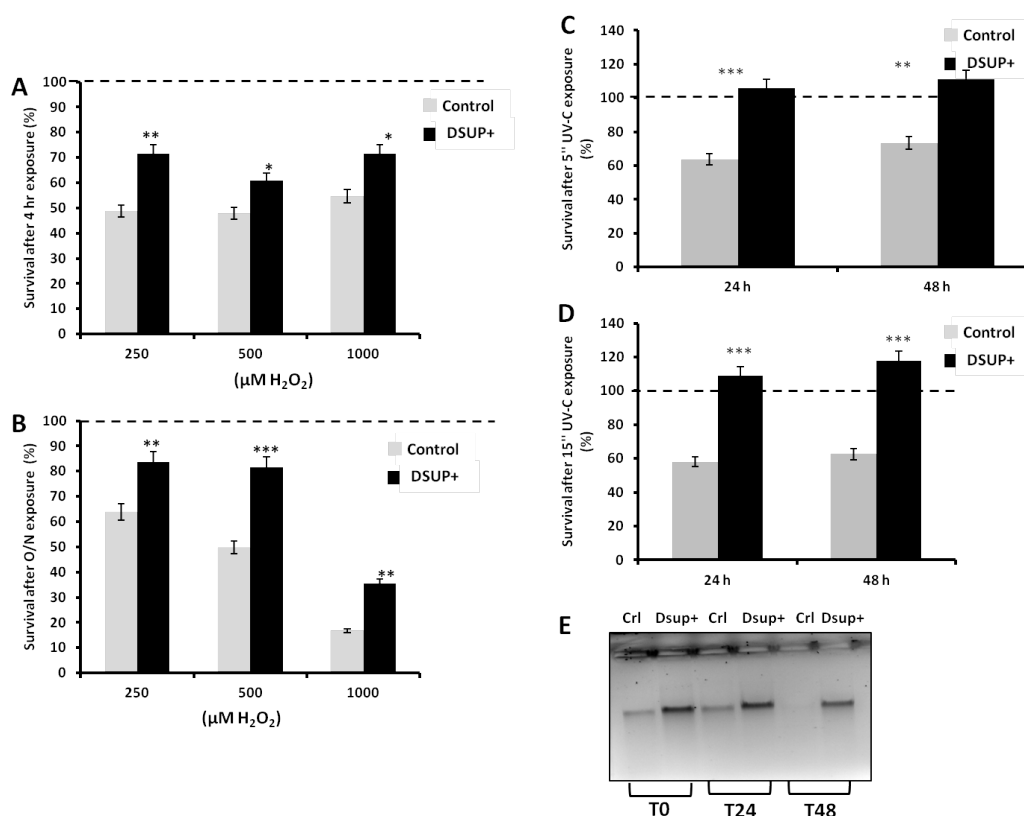 A
Survival after 4 hr exposure (%)
100
90
80
70
60
50
40
30
20
10
0
** * *
Control
DSUP+
250 500 1000
(µM H₂O₂)
B
Survival after O/N exposure (%)
100
90
80
70
60
50
40
30
20
10
0
** *** **
Control
DSUP+
250 500 1000
(µM H₂O₂)
C
Survival after 5'' UV-C exposure
(%)
140
120
100
80
60
40
20
0
*** **
Control
DSUP+
24 h 48 h
D
Survival after 15'' UV-C exposure
(%)
140
120
100
80
60
40
20
0
*** ***
Control
DSUP+
24 h 48 h
E
Crl Dsup+ Crl Dsup+ Crl Dsup+
T0 T24 T48